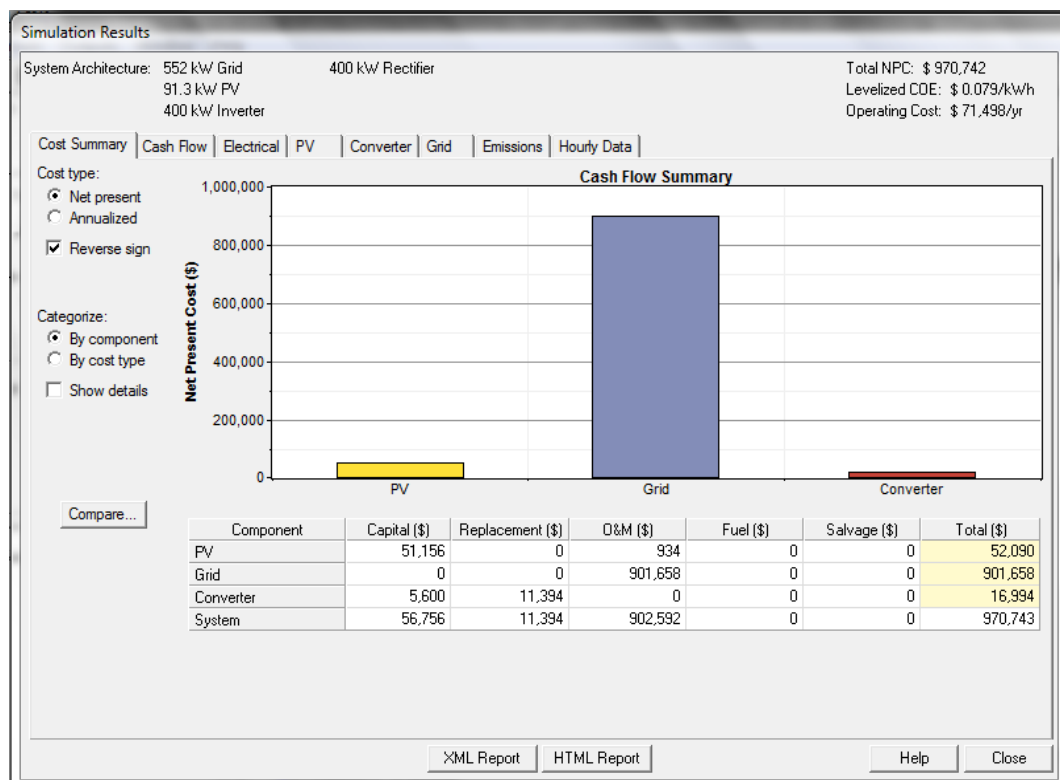 Simulation Results
System Architecture: 552 kW Grid 400 kW Rectifier Total NPC: $ 970,742
91.3 kW PV Levelized COE: $ 0.079/kWh
400 kW Inverter Operating Cost: $ 71,498/yr
Cost Summary Cash Flow Electrical PV Converter Grid Emissions Hourly Data
Cost type:
Net present
Annualized
Reverse sign
Categorize:
By component
By cost type
Show details
Compare...
Cash Flow Summary
Net Present Cost ($)
1,000,000
800,000
600,000
400,000
200,000
0
PV Grid Converter
Component Capital ($) Replacement ($) O&M ($) Fuel ($) Salvage ($) Total ($)
PV 51,156 0 934 0 0 52,090
Grid 0 0 901,658 0 0 901,658
Converter 5,600 11,394 0 0 0 16,994
System 56,756 11,394 902,592 0 0 970,743
XML Report HTML Report Help Close